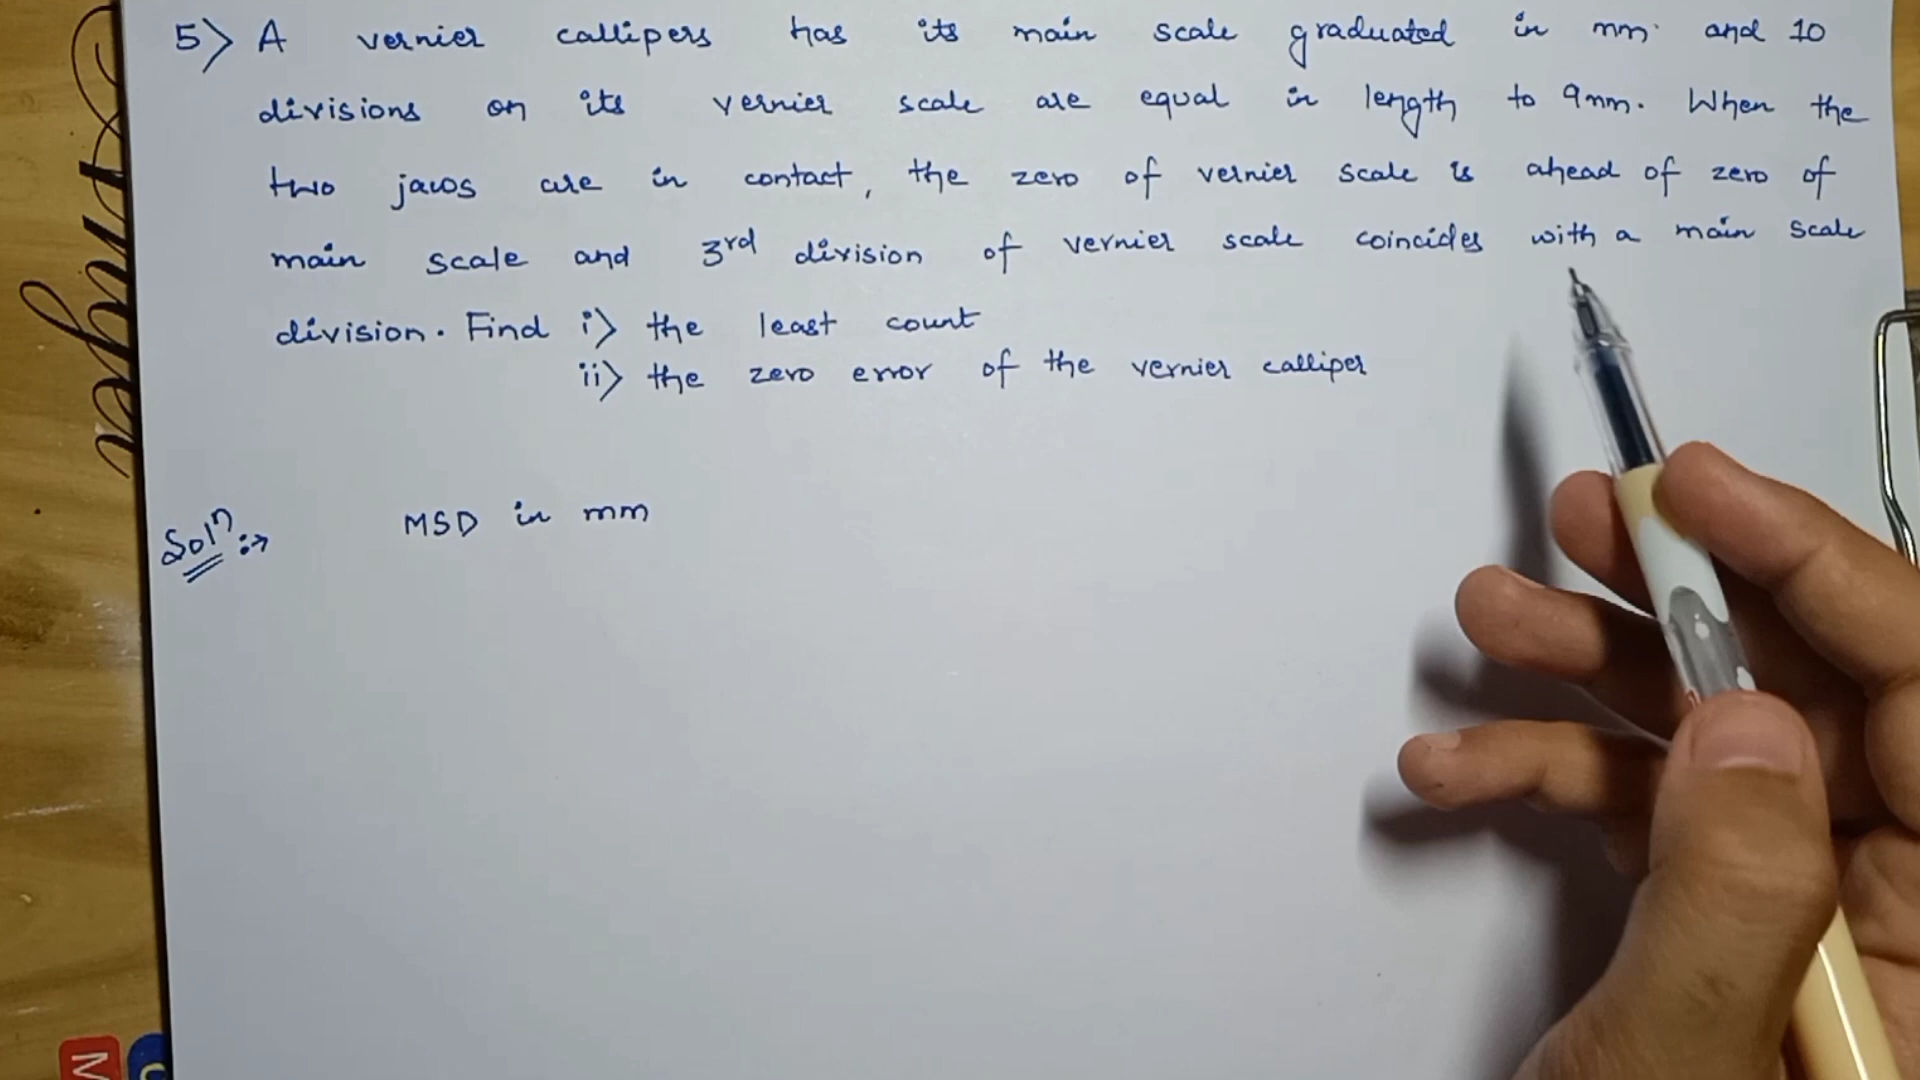 5) A vernier callipers has its main scale graduated in mm. and 10
divisions on its vernier scale are equal in length to 9mm. When the
two jaws are in contact, the zero of vernier scale is ahead of zero of
main scale and 3rd division of vernier scale coincides with a main scale
division. Find i) the least count
ii) the zero error of the vernier calliper
Solⁿ :→ MSD in mm